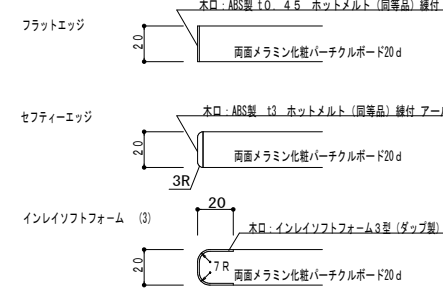 木口：ABS製 t0．45 ホットメルト（同等品）練付
フラットエッジ
20
両面メラミン化粧パーチクルボード20d
木口：ABS製 t3 ホットメルト（同等品）練付 アール
セフティーエッジ
20
両面メラミン化粧パーチクルボード20d
3R
20
インレイソフトフォーム (3)
木口：インレイソフトフォーム3型（ダップ製）
20
7R
両面メラミン化粧パーチクルボード20d